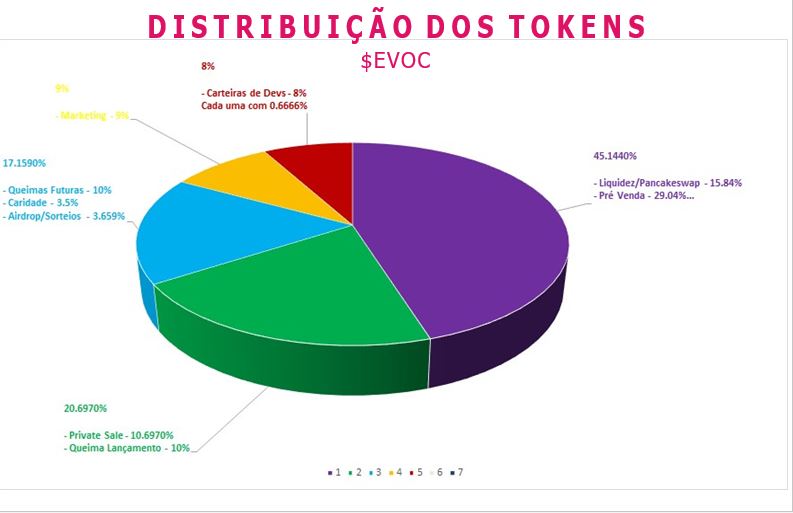 DISTRIBUIÇÃO DOS TOKENS
$EVOC
8%
- Carteiras de Devs - 8%
Cada uma com 0.6666%
9%
- Marketing - 9%
45.1440%
- Liquidez/Pancakeswap - 15.84%
- Pré Venda - 29.04%...
17.1590%
- Queimas Futuras - 10%
- Caridade - 3.5%
- Airdrop/Sorteios - 3.659%
20.6970%
- Private Sale - 10.6970%
- Queima Lançamento - 10%
1 2 3 4 5 6 7